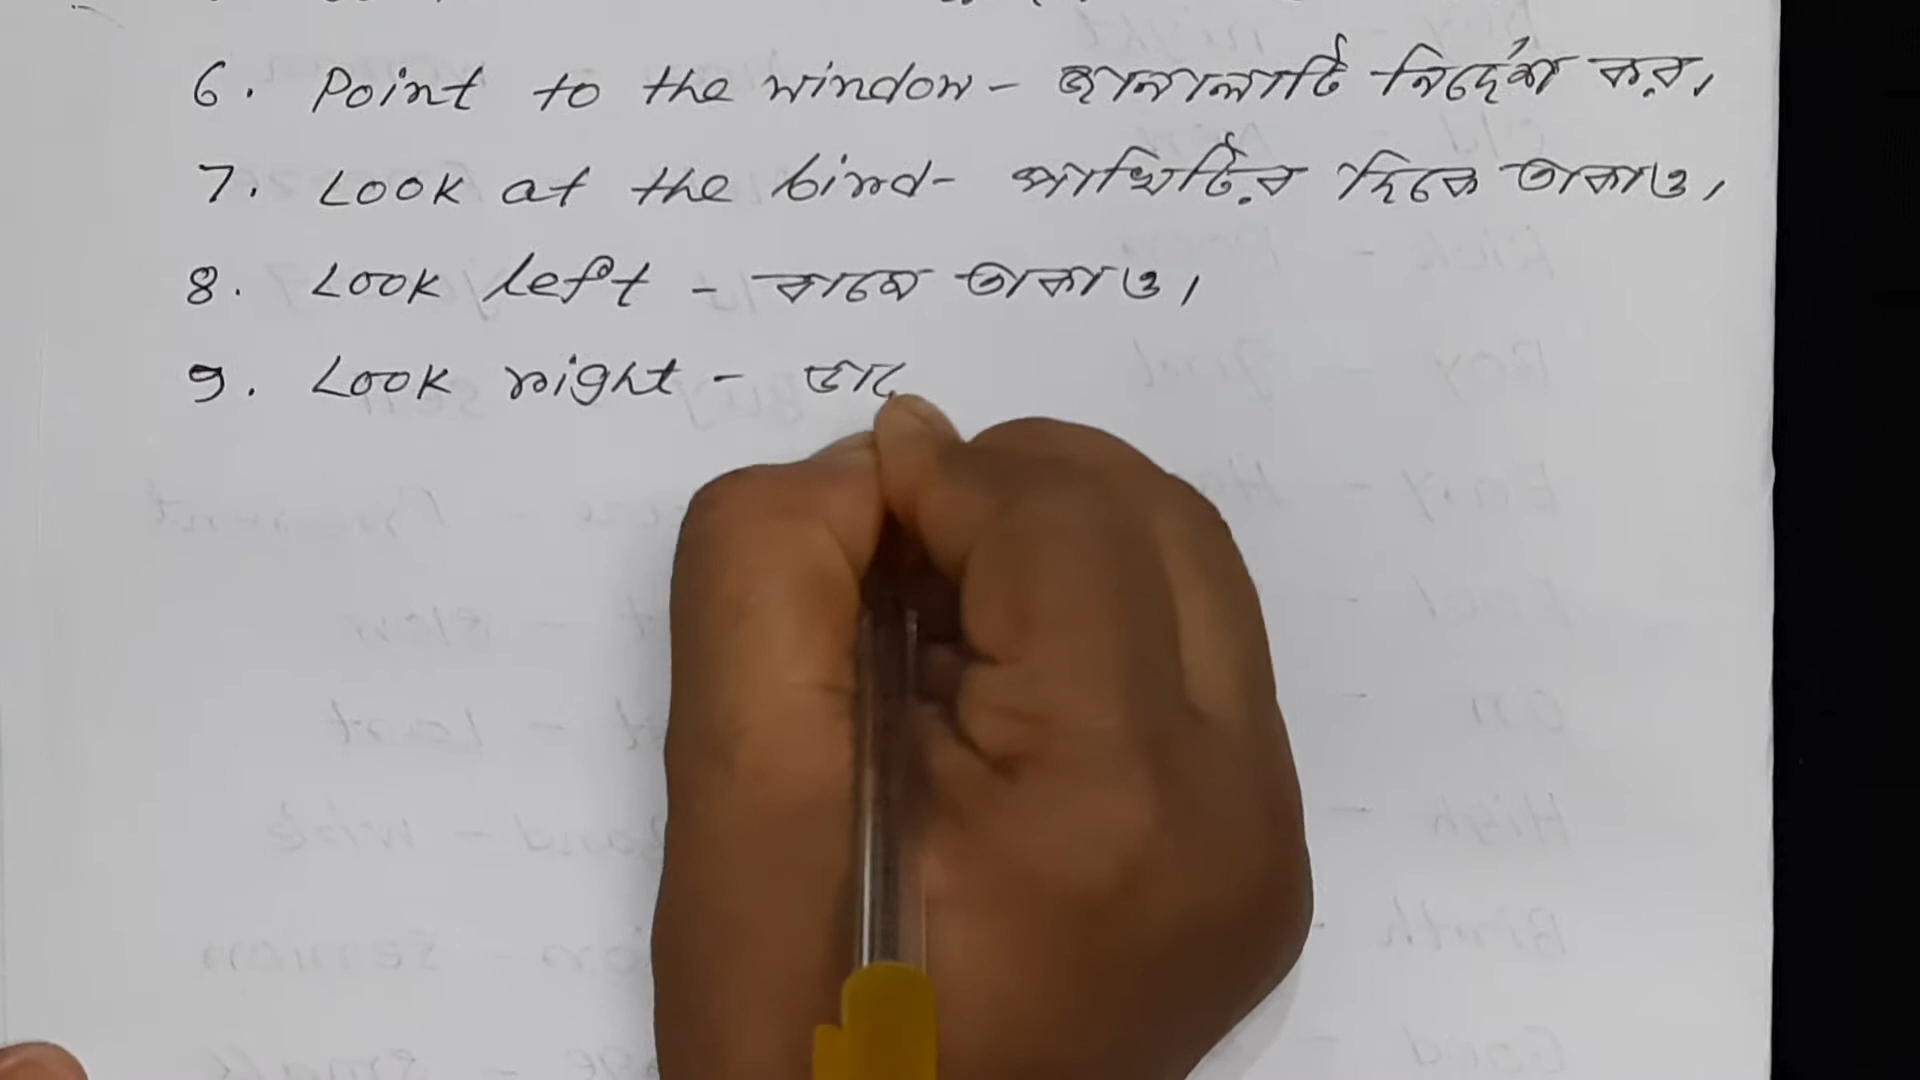 6. Point to the window - জানালাটি নির্দেশ কর।
7. Look at the bird - পাখিটির দিকে তাকাও।
8. Look left - বামে তাকাও।
9. Look right - ডাে